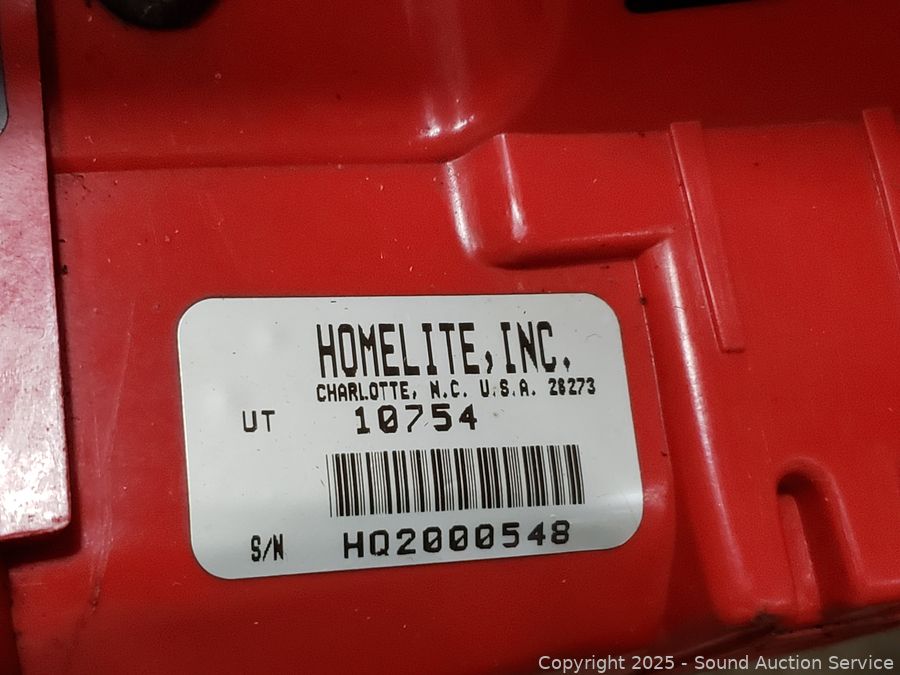 HOMELITE, INC.
CHARLOTTE, N.C. U.S.A. 28273
UT 10754
S/N HQ2000548
Copyright 2025 - Sound Auction Service